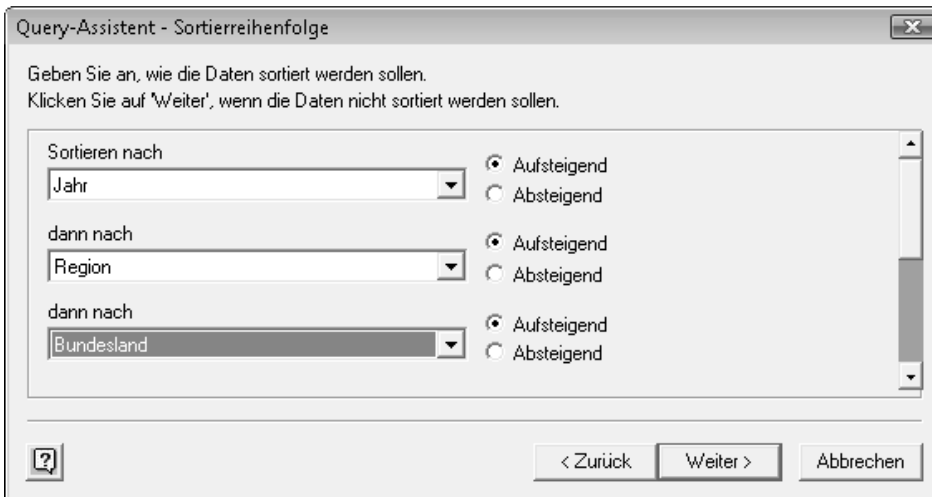 Query-Assistent - Sortierreihenfolge
Geben Sie an, wie die Daten sortiert werden sollen.
Klicken Sie auf 'Weiter', wenn die Daten nicht sortiert werden sollen.
Sortieren nach
Jahr
Aufsteigend
Absteigend
dann nach
Region
Aufsteigend
Absteigend
dann nach
Bundesland
Aufsteigend
Absteigend
< Zurück
Weiter >
Abbrechen